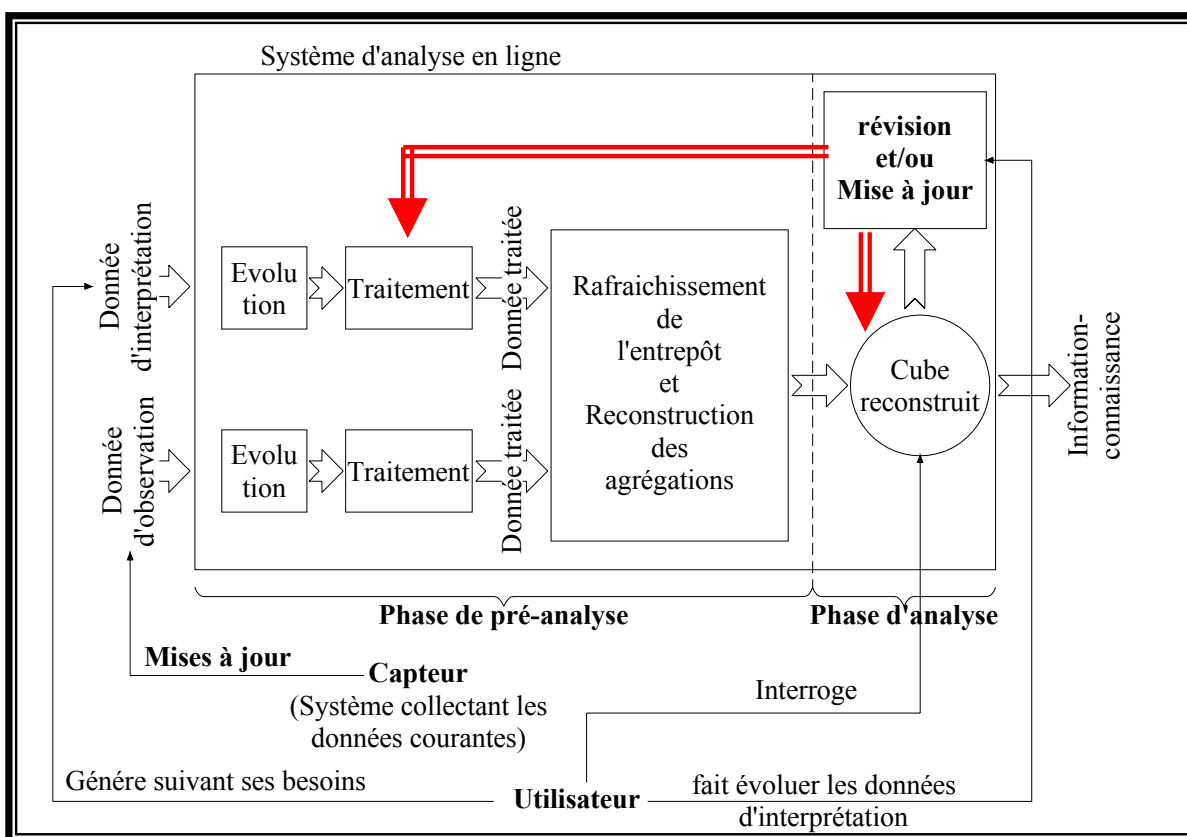 Système d'analyse en ligne
révision
et/ou
Mise à jour
Donnée
d'interprétation
Evolu
tion
Traitement
Donnée traitée
Rafraichissement
de
l'entrepôt
et
Reconstruction
des
agrégations
Cube
reconstruit
Information-
connaissance
Donnée
d'observation
Evolu
tion
Traitement
Donnée traitée
Phase de pré-analyse
Phase d'analyse
Mises à jour
Capteur
(Système collectant les
données courantes)
Interroge
Génére suivant ses besoins
Utilisateur
fait évoluer les données
d'interprétation